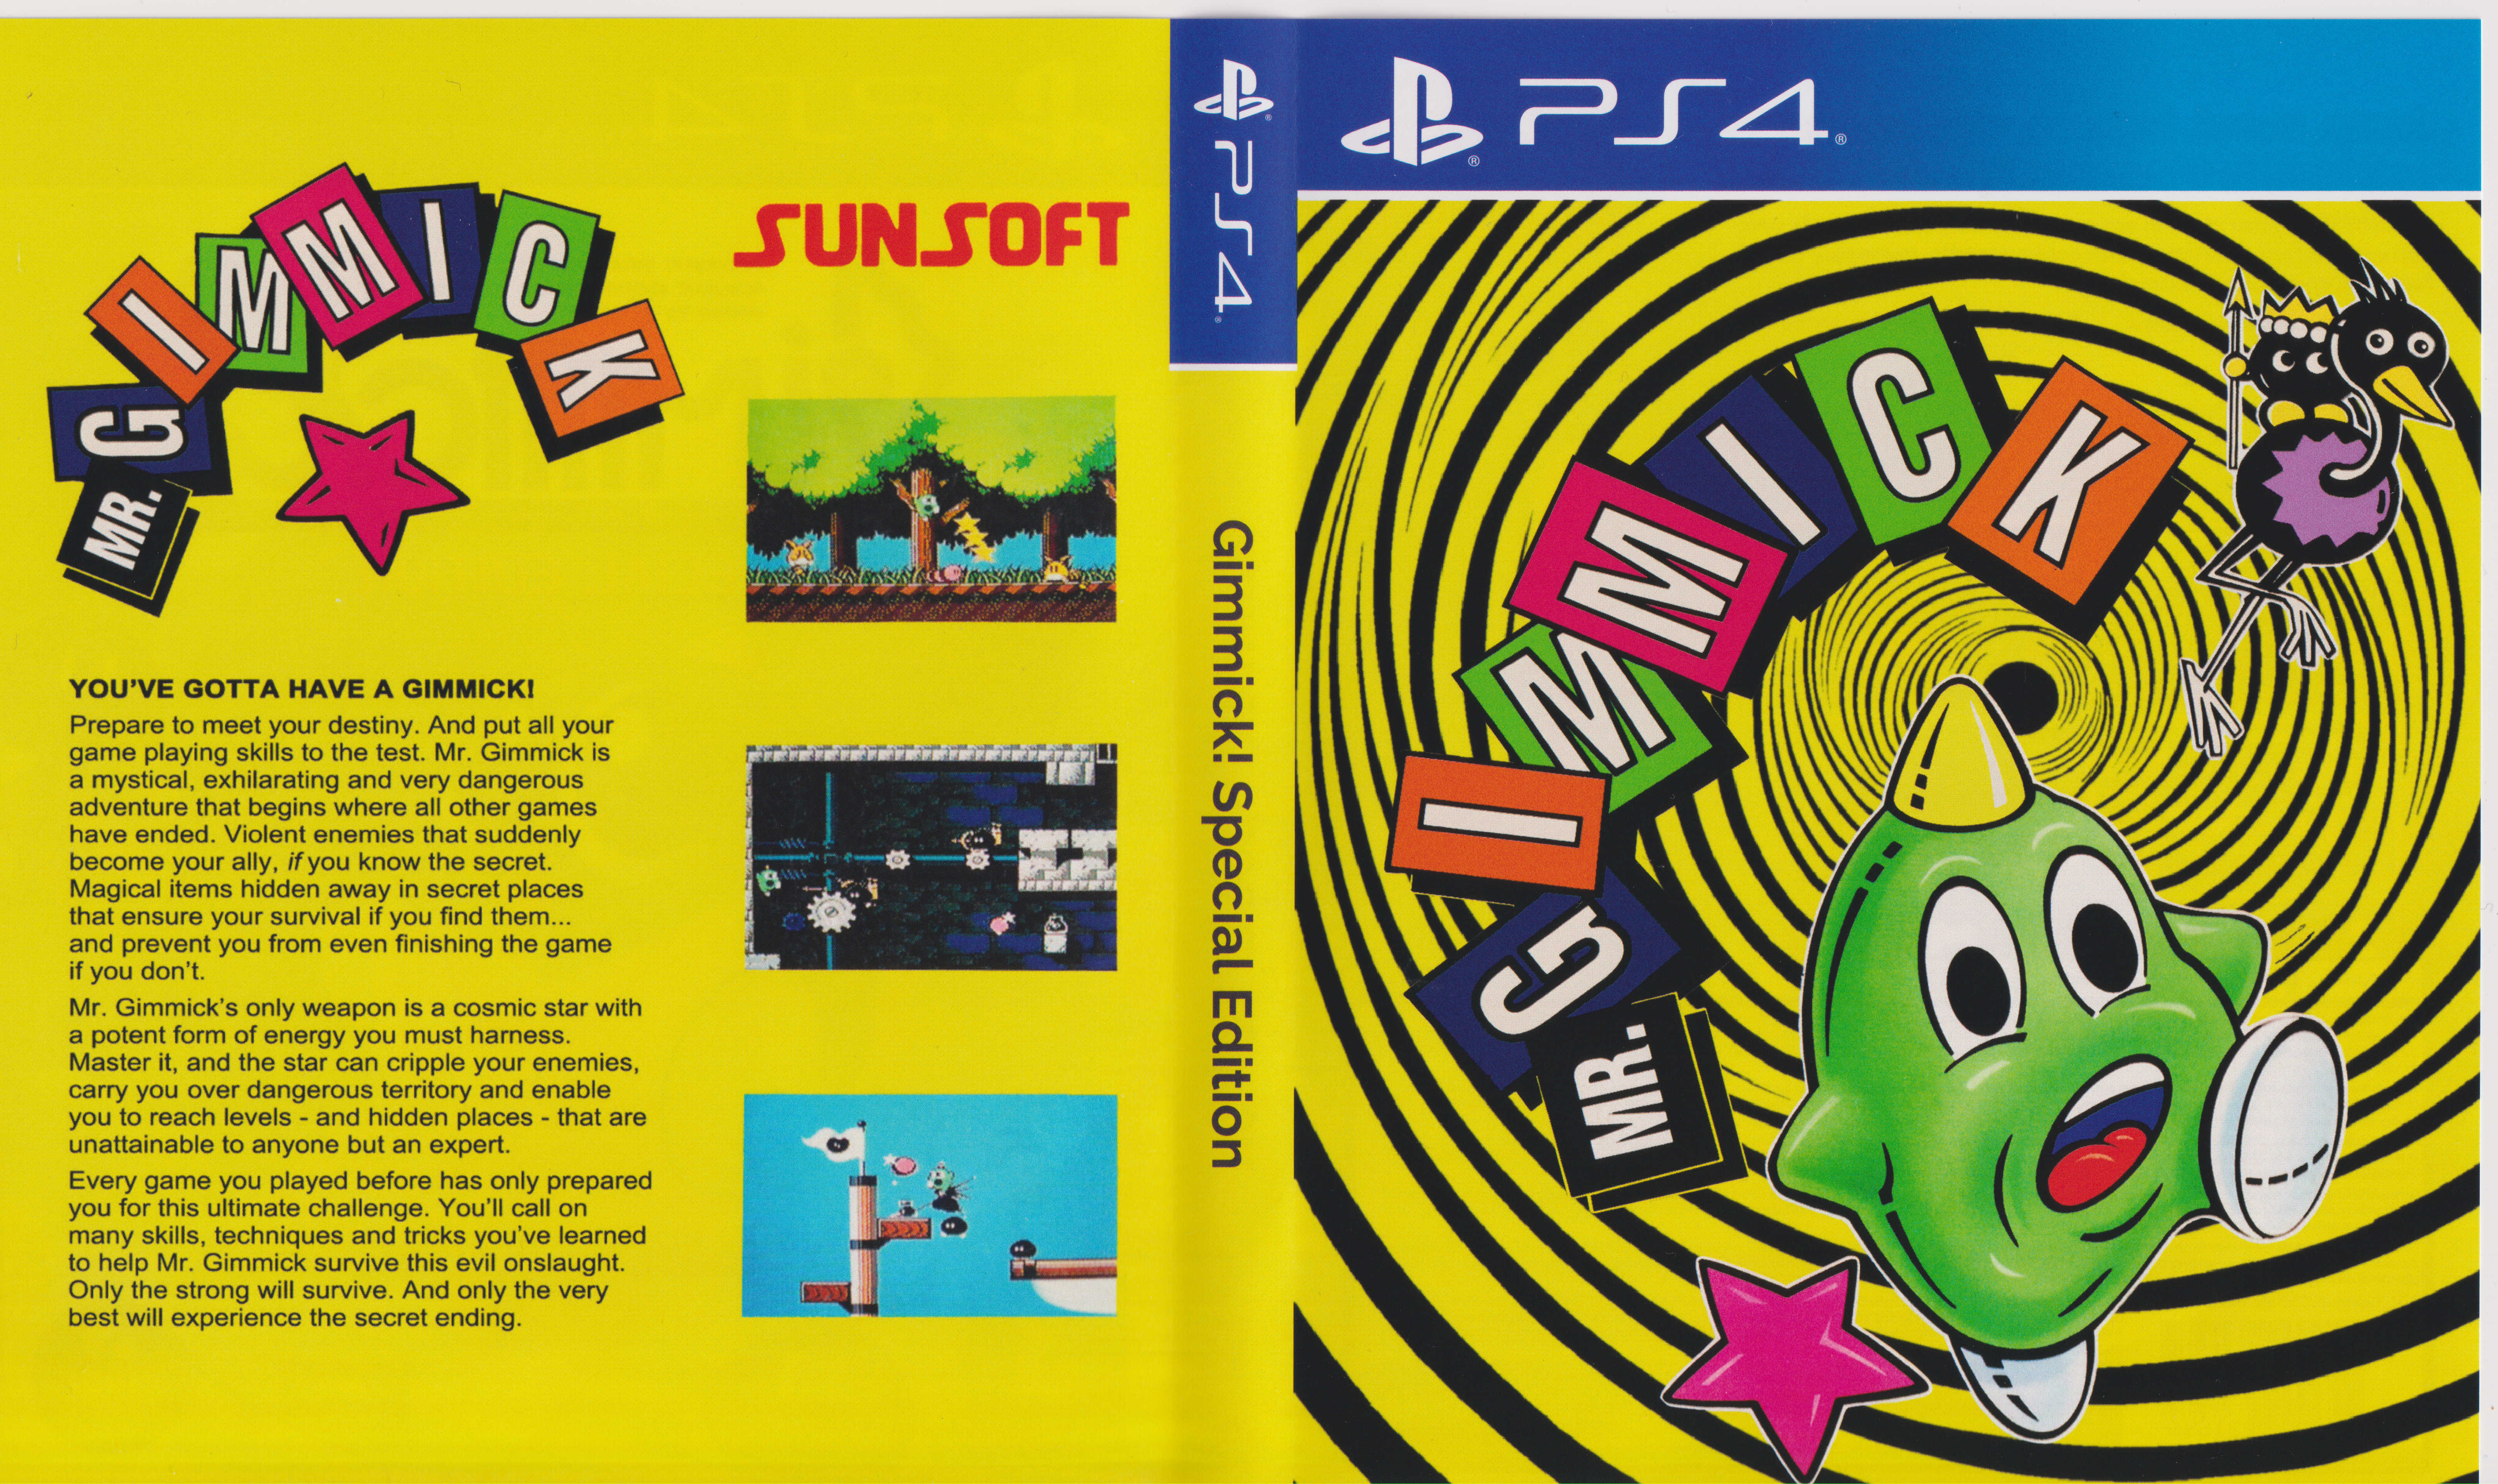 MR. GIMMICK
SUNSOFT
YOU'VE GOTTA HAVE A GIMMICK!
Prepare to meet your destiny. And put all your
game playing skills to the test. Mr. Gimmick is
a mystical, exhilarating and very dangerous
adventure that begins where all other games
have ended. Violent enemies that suddenly
become your ally, if you know the secret.
Magical items hidden away in secret places
that ensure your survival if you find them...
and prevent you from even finishing the game
if you don't.
Mr. Gimmick's only weapon is a cosmic star with
a potent form of energy you must harness.
Master it, and the star can cripple your enemies,
carry you over dangerous territory and enable
you to reach levels - and hidden places - that are
unattainable to anyone but an expert.
Every game you played before has only prepared
you for this ultimate challenge. You'll call on
many skills, techniques and tricks you've learned
to help Mr. Gimmick survive this evil onslaught.
Only the strong will survive. And only the very
best will experience the secret ending.
PS4®
Gimmick! Special Edition
® PS4®
MR. GIMMICK